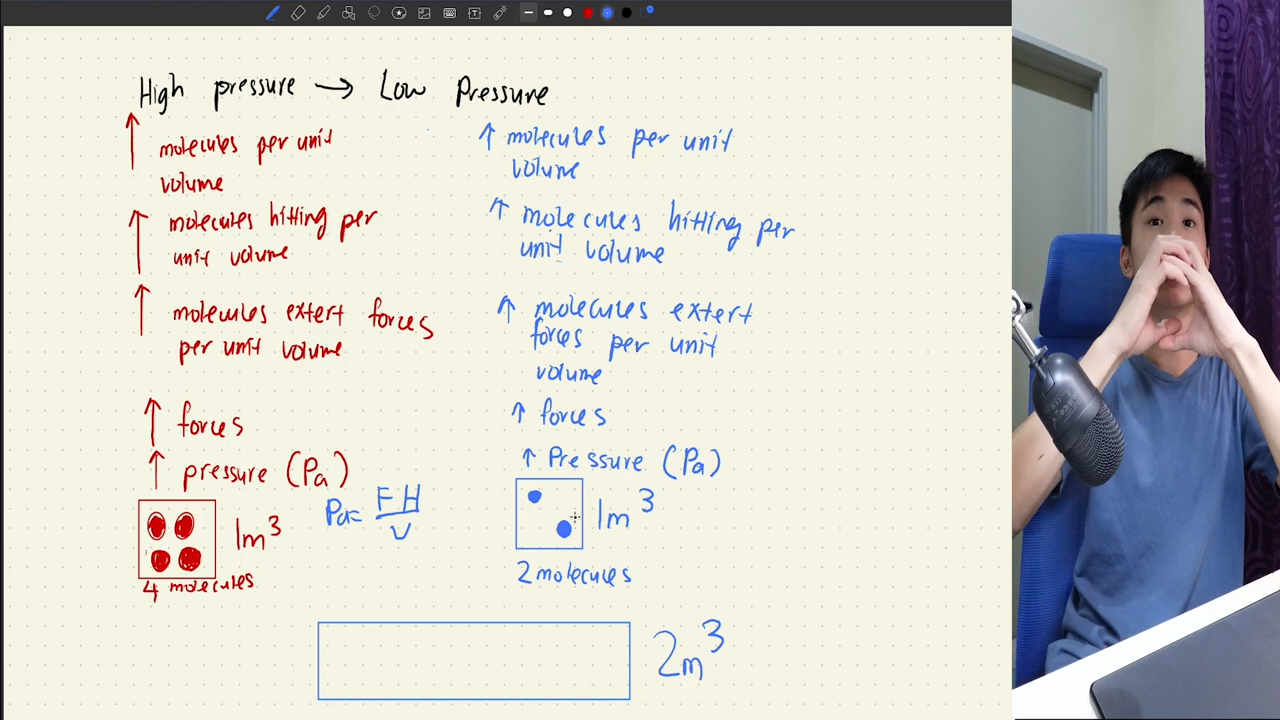 High pressure → Low Pressure
↑ molecules per unit
volume
↑ molecules hitting per
unit volume
↑ molecules extert forces
per unit volume
↑ forces
↑ pressure (Pa)
1m³
4 molecules
Pa= FH/V
↑ molecules per unit
volume
↑ molecules hitting per
unit volume
↑ molecules extert
forces per unit
volume
↑ forces
↑ Pressure (Pa)
1m³
2 molecules
2m³